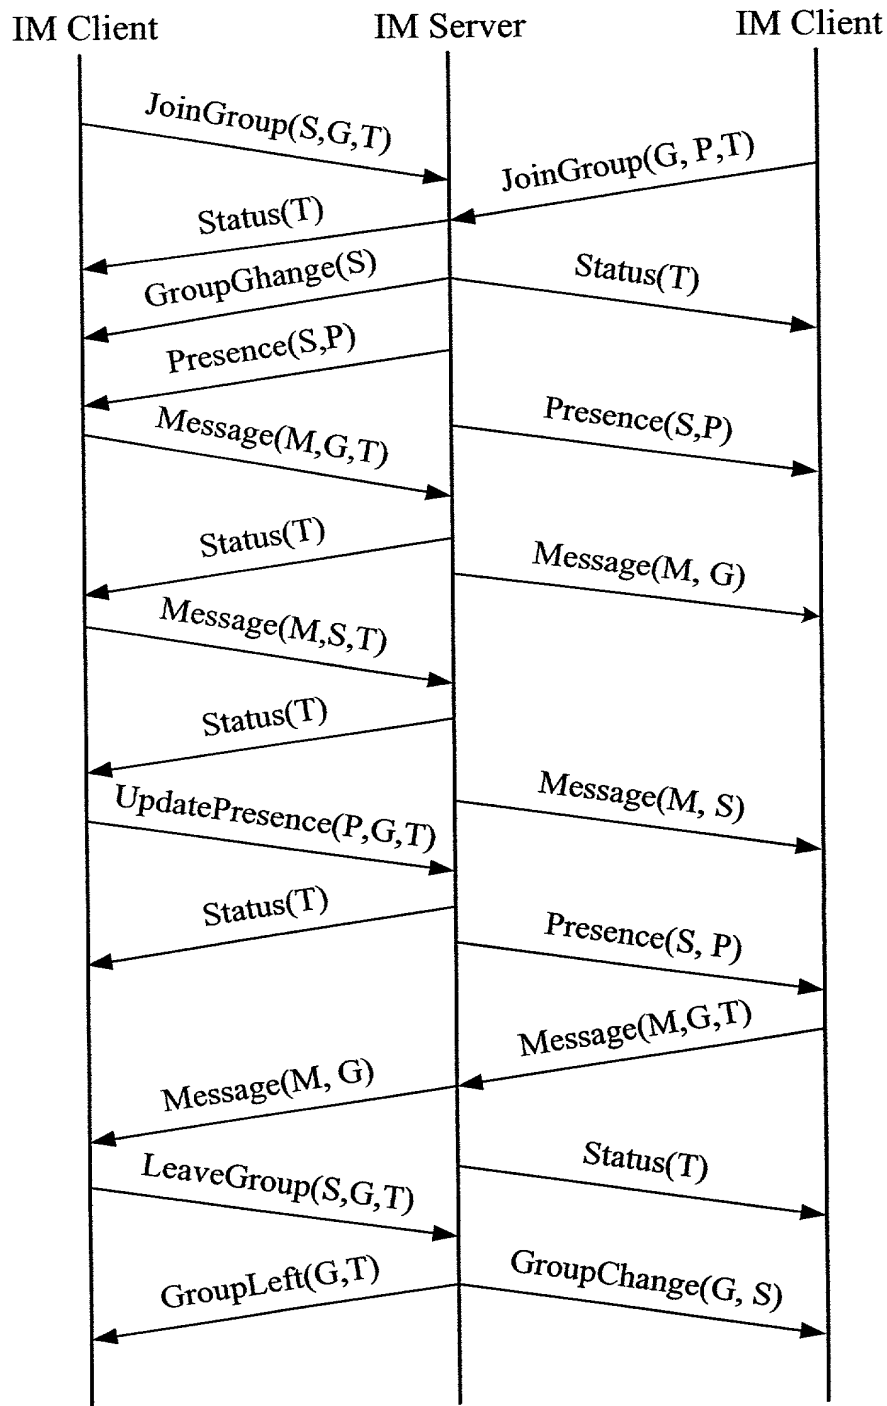 IM Client
IM Server
IM Client
JoinGroup(S,G,T)
JoinGroup(G, P,T)
Status(T)
GroupGhange(S)
Status(T)
Presence(S,P)
Presence(S,P)
Message(M,G,T)
Status(T)
Message(M, G)
Message(M,S,T)
Status(T)
Message(M, S)
UpdatePresence(P,G,T)
Status(T)
Presence(S, P)
Message(M,G,T)
Message(M, G)
Status(T)
LeaveGroup(S,G,T)
GroupLeft(G,T)
GroupChange(G, S)